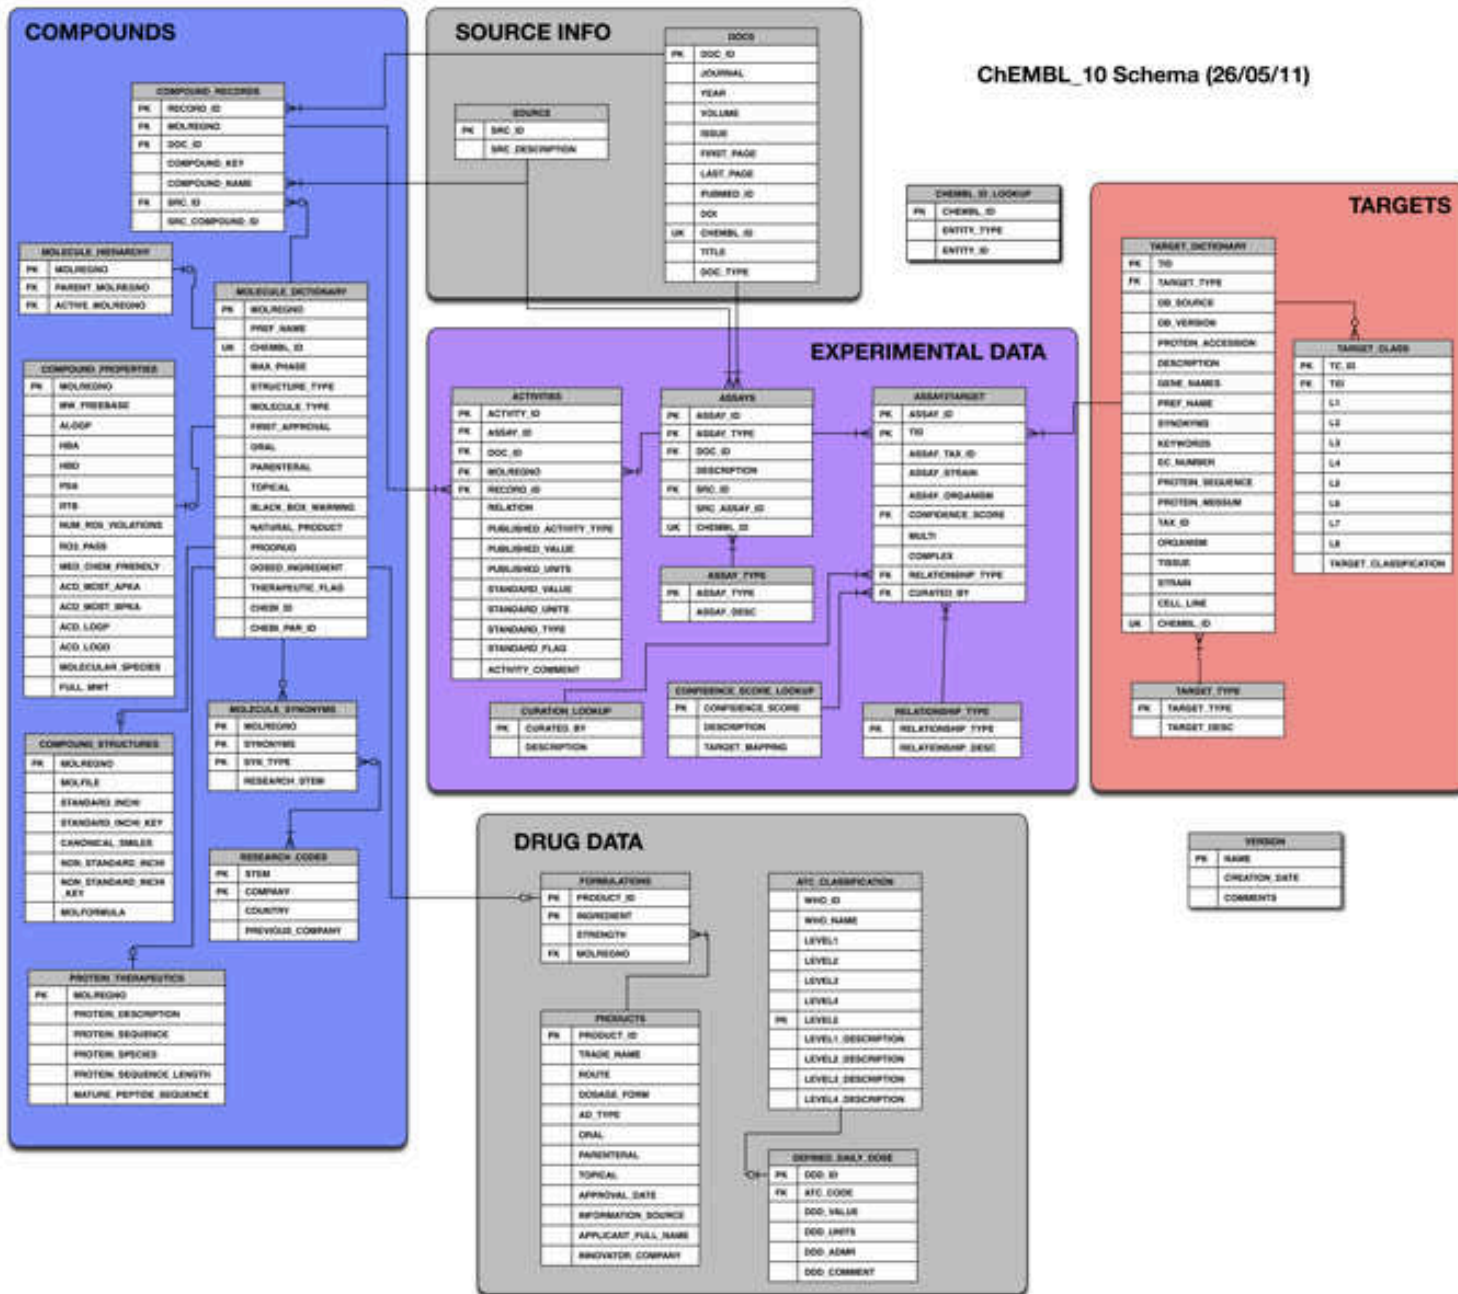 COMPOUNDS
COMPOUND_RECORDS
PK RECORD_ID
FK MOLREGNO
FK DOC_ID
COMPOUND_KEY
COMPOUND_NAME
FK SRC_ID
SRC_COMPOUND_ID
MOLECULE_HIERARCHY
PK MOLREGNO
FK PARENT_MOLREGNO
FK ACTIVE_MOLREGNO
MOLECULE_DICTIONARY
PK MOLREGNO
PREF_NAME
UK CHEMBL_ID
MAX_PHASE
STRUCTURE_TYPE
MOLECULE_TYPE
FIRST_APPROVAL
ORAL
PARENTERAL
TOPICAL
BLACK_BOX_WARNING
NATURAL_PRODUCT
PRODRUG
DOSED_INGREDIENT
THERAPEUTIC_FLAG
CHEBI_ID
CHEBI_PAR_ID
COMPOUND_PROPERTIES
PK MOLREGNO
MW_FREEBASE
ALOGP
HBA
HBD
PSA
RTB
NUM_RO5_VIOLATIONS
RO3_PASS
MED_CHEM_FRIENDLY
ACD_MOST_APKA
ACD_MOST_BPKA
ACD_LOGP
ACD_LOGD
MOLECULAR_SPECIES
FULL_MWT
MOLECULE_SYNONYMS
PK MOLREGNO
PK SYNONYMS
PK SYN_TYPE
RESEARCH_STEM
COMPOUND_STRUCTURES
PK MOLREGNO
MOLFILE
STANDARD_INCHI
STANDARD_INCHI_KEY
CANONICAL_SMILES
NON_STANDARD_INCHI
NON_STANDARD_INCHI
_KEY
MOLFORMULA
RESEARCH_CODES
PK STEM
PK COMPANY
COUNTRY
PREVIOUS_COMPANY
PROTEIN_THERAPEUTICS
PK MOLREGNO
PROTEIN_DESCRIPTION
PROTEIN_SEQUENCE
PROTEIN_SPECIES
PROTEIN_SEQUENCE_LENGTH
MATURE_PEPTIDE_SEQUENCE
SOURCE INFO
SOURCE
PK SRC_ID
SRC_DESCRIPTION
DOCS
PK DOC_ID
JOURNAL
YEAR
VOLUME
ISSUE
FIRST_PAGE
LAST_PAGE
PUBMED_ID
DOI
UK CHEMBL_ID
TITLE
DOC_TYPE
ChEMBL_10 Schema (26/05/11)
CHEMBL_ID_LOOKUP
PK CHEMBL_ID
ENTITY_TYPE
ENTITY_ID
EXPERIMENTAL DATA
ACTIVITIES
PK ACTIVITY_ID
FK ASSAY_ID
FK DOC_ID
FK MOLREGNO
FK RECORD_ID
RELATION
PUBLISHED_ACTIVITY_TYPE
PUBLISHED_VALUE
PUBLISHED_UNITS
STANDARD_VALUE
STANDARD_UNITS
STANDARD_TYPE
STANDARD_FLAG
ACTIVITY_COMMENT
ASSAYS
PK ASSAY_ID
FK ASSAY_TYPE
FK DOC_ID
DESCRIPTION
FK SRC_ID
SRC_ASSAY_ID
UK CHEMBL_ID
ASSAY_TYPE
PK ASSAY_TYPE
ASSAY_DESC
ASSAY2TARGET
PK ASSAY_ID
PK TID
ASSAY_TAX_ID
ASSAY_STRAIN
ASSAY_ORGANISM
FK CONFIDENCE_SCORE
MULTI
COMPLEX
FK RELATIONSHIP_TYPE
FK CURATED_BY
CURATION_LOOKUP
PK CURATED_BY
DESCRIPTION
CONFIDENCE_SCORE_LOOKUP
PK CONFIDENCE_SCORE
DESCRIPTION
TARGET_MAPPING
RELATIONSHIP_TYPE
PK RELATIONSHIP_TYPE
RELATIONSHIP_DESC
TARGETS
TARGET_DICTIONARY
PK TID
FK TARGET_TYPE
DB_SOURCE
DB_VERSION
PROTEIN_ACCESSION
DESCRIPTION
GENE_NAMES
PREF_NAME
SYNONYMS
KEYWORDS
EC_NUMBER
PROTEIN_SEQUENCE
PROTEIN_MD5SUM
TAX_ID
ORGANISM
TISSUE
STRAIN
CELL_LINE
UK CHEMBL_ID
TARGET_CLASS
PK TC_ID
FK TID
L1
L2
L3
L4
L5
L6
L7
L8
TARGET_CLASSIFICATION
TARGET_TYPE
PK TARGET_TYPE
TARGET_DESC
DRUG DATA
FORMULATIONS
PK PRODUCT_ID
PK INGREDIENT
STRENGTH
FK MOLREGNO
PRODUCTS
PK PRODUCT_ID
TRADE_NAME
ROUTE
DOSAGE_FORM
AD_TYPE
ORAL
PARENTERAL
TOPICAL
APPROVAL_DATE
INFORMATION_SOURCE
APPLICANT_FULL_NAME
INNOVATOR_COMPANY
ATC_CLASSIFICATION
WHO_ID
WHO_NAME
LEVEL1
LEVEL2
LEVEL3
LEVEL4
PK LEVEL5
LEVEL1_DESCRIPTION
LEVEL2_DESCRIPTION
LEVEL3_DESCRIPTION
LEVEL4_DESCRIPTION
DEFINED_DAILY_DOSE
PK DDD_ID
FK ATC_CODE
DDD_VALUE
DDD_UNITS
DDD_ADMR
DDD_COMMENT
VERSION
PK NAME
CREATION_DATE
COMMENTS